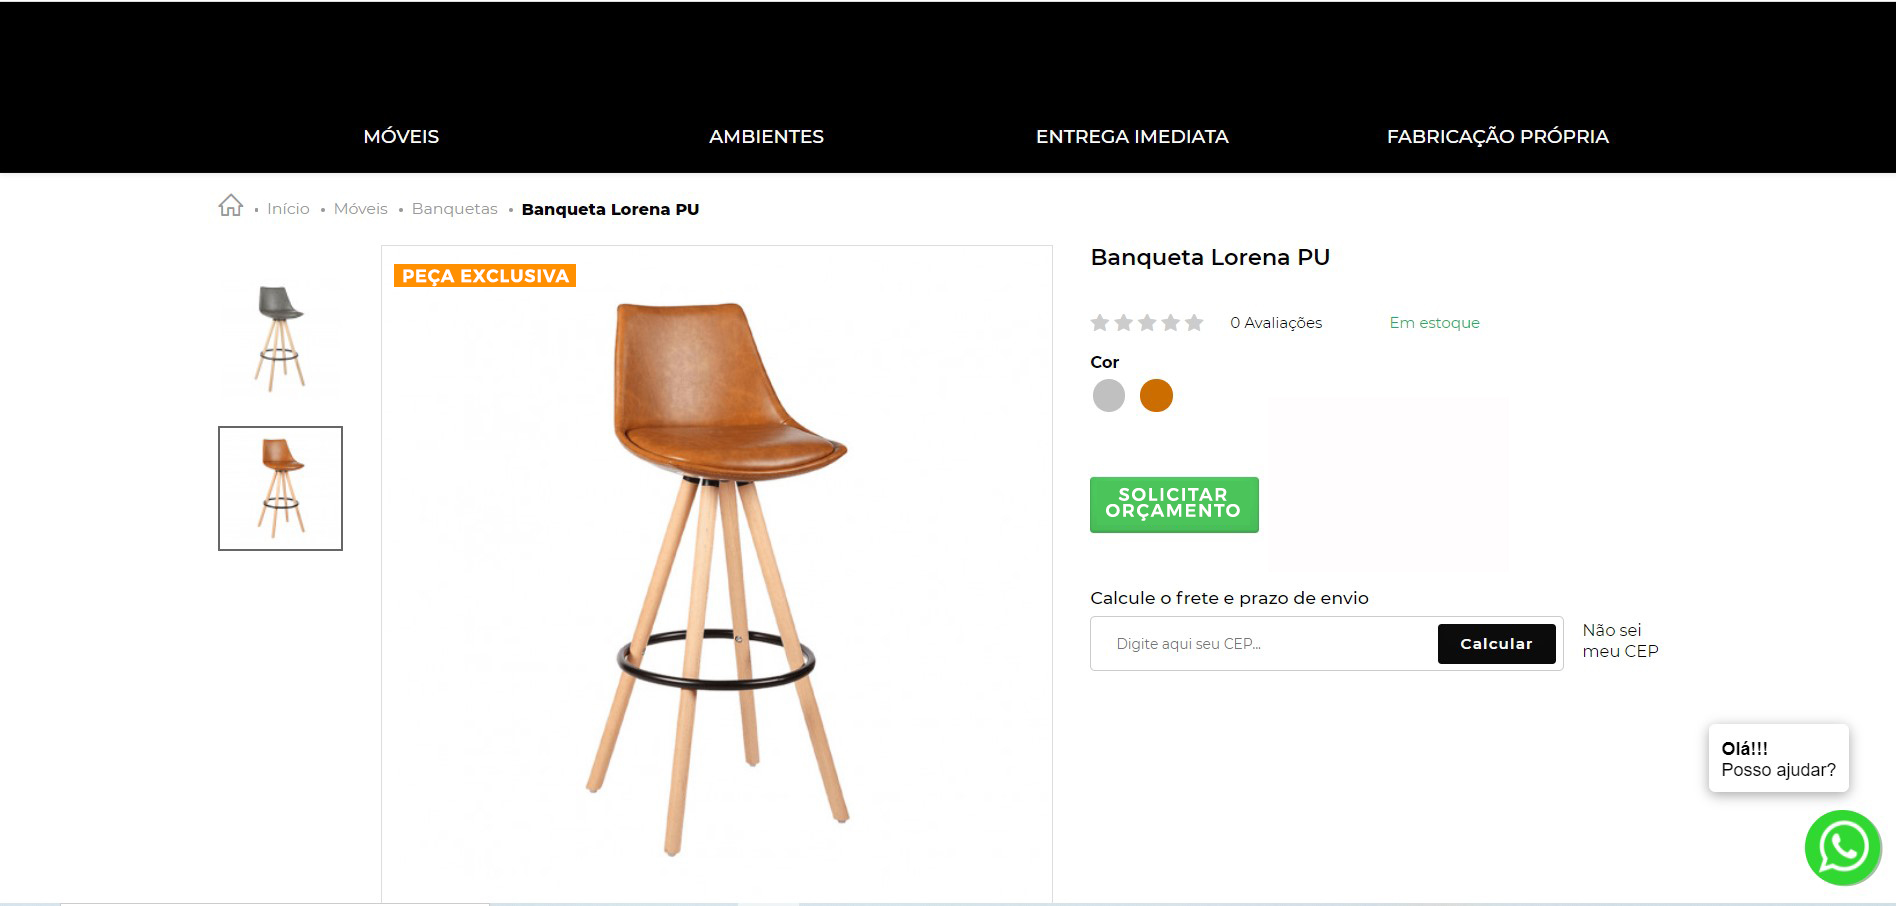 MÓVEIS
AMBIENTES
ENTREGA IMEDIATA
FABRICAÇÃO PRÓPRIA
Início • Móveis • Banquetas • Banqueta Lorena PU
PEÇA EXCLUSIVA
Banqueta Lorena PU
0 Avaliações
Em estoque
Cor
SOLICITAR
ORÇAMENTO
Calcule o frete e prazo de envio
Digite aqui seu CEP...
Calcular
Não sei
meu CEP
Olá!!!
Posso ajudar?